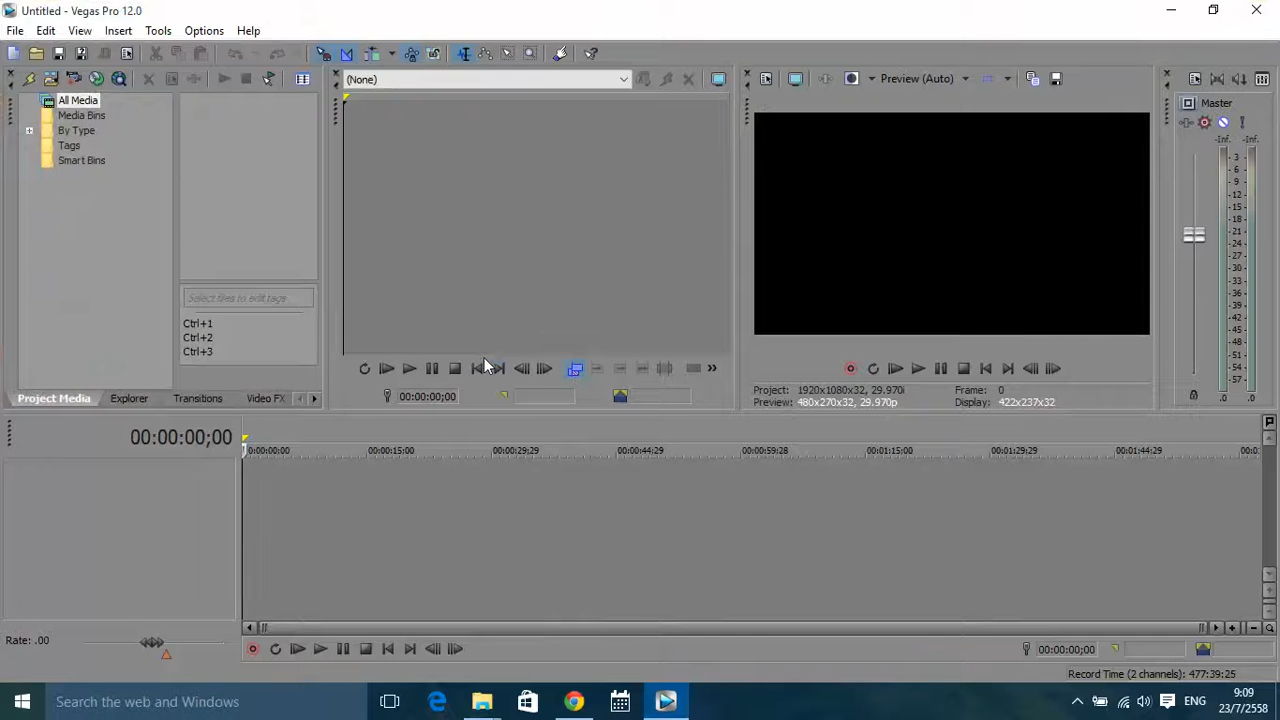 Untitled - Vegas Pro 12.0
File Edit View Insert Tools Options Help
(None)
Preview (Auto)
All Media
Media Bins
By Type
Tags
Smart Bins
Select files to edit tags
Ctrl+1
Ctrl+2
Ctrl+3
Master
-Inf. -Inf.
3
6
9
12
15
18
21
24
27
30
33
36
39
42
45
48
51
54
57
.0 .0
Project: 1920x1080x32, 29.970i Frame: 0
Preview: 480x270x32, 29.970p Display: 422x237x32
00:00:00;00
Project Media Explorer Transitions Video FX
00:00:00;00
0:00:00;00 00:00:15;00 00:00:29;29 00:00:44;29 00:00:59;28 00:01:15;00 00:01:29;29 00:01:44;29 00:0
Rate: .00
00:00:00;00
Record Time (2 channels): 477:39:25
Search the web and Windows
ENG
9:09
23/7/2558